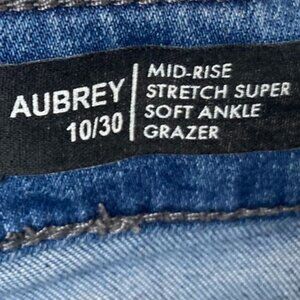 AUBREY
10/30
MID-RISE
STRETCH SUPER
SOFT ANKLE
GRAZER